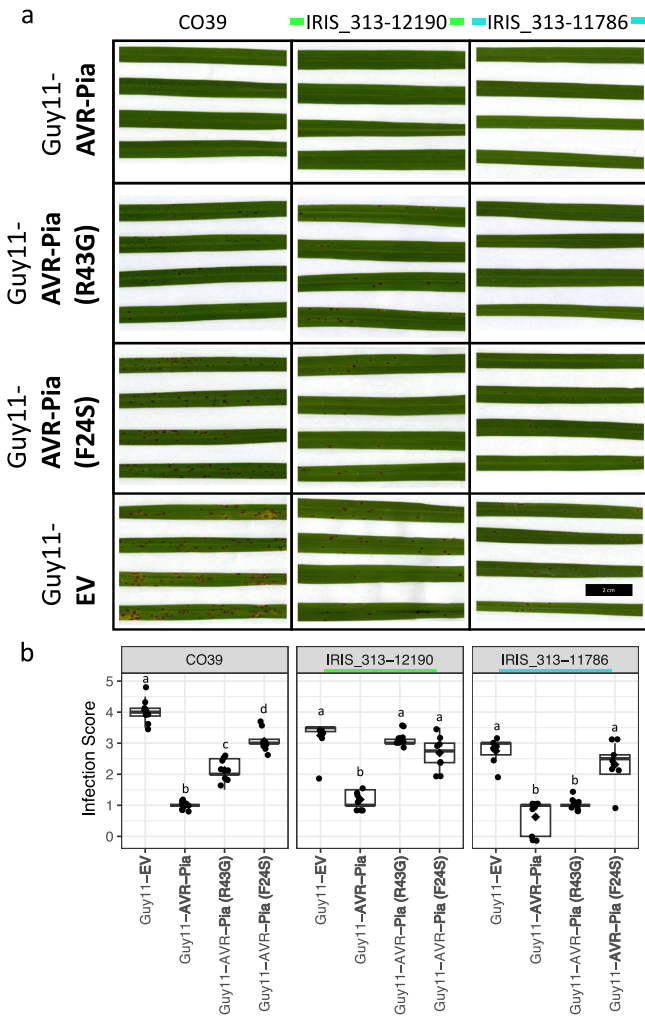 a
CO39
IRIS_313-12190
IRIS_313-11786
Guy11-
AVR-Pia
Guy11-
AVR-Pia
(R43G)
Guy11-
AVR-Pia
(F24S)
Guy11-
EV
2 cm
b
CO39
IRIS_313−12190
IRIS_313−11786
Infection Score
5
4
3
2
1
0
a
b
c
d
a
b
a
a
a
b
b
a
Guy11−EV
Guy11−AVR−Pia
Guy11−AVR−Pia (R43G)
Guy11−AVR−Pia (F24S)
Guy11−EV
Guy11−AVR−Pia
Guy11−AVR−Pia (R43G)
Guy11−AVR−Pia (F24S)
Guy11−EV
Guy11−AVR−Pia
Guy11−AVR−Pia (R43G)
Guy11−AVR−Pia (F24S)